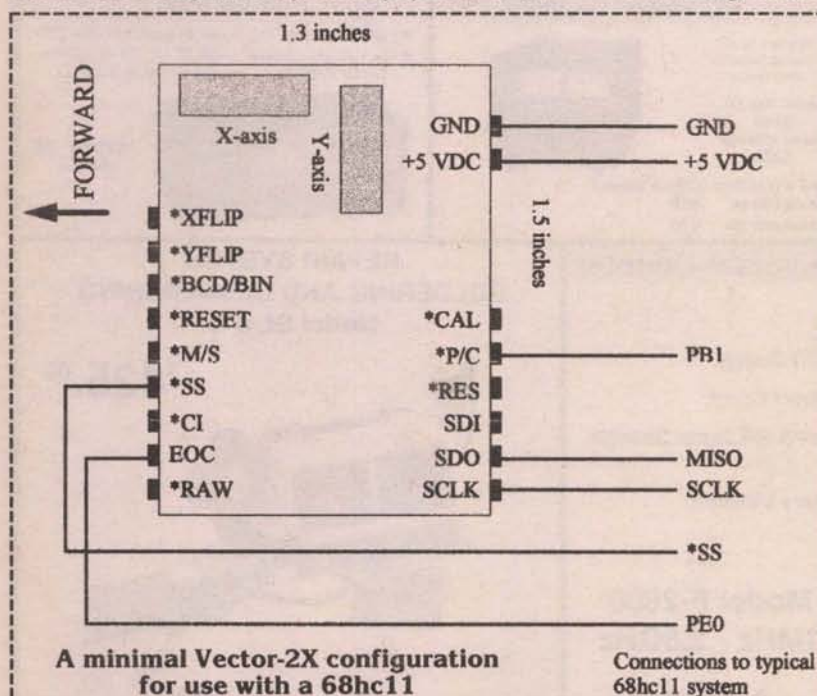 1.3 inches
FORWARD
X-axis
Y-axis
GND
+5 VDC
GND
+5 VDC
1.5 inches
*XFLIP
*YFLIP
*BCD/BIN
*RESET
*M/S
*SS
*CI
EOC
*RAW
*CAL
*P/C
*RES
SDI
SDO
SCLK
PB1
MISO
SCLK
*SS
PE0
A minimal Vector-2X configuration
for use with a 68hc11
Connections to typical
68hc11 system